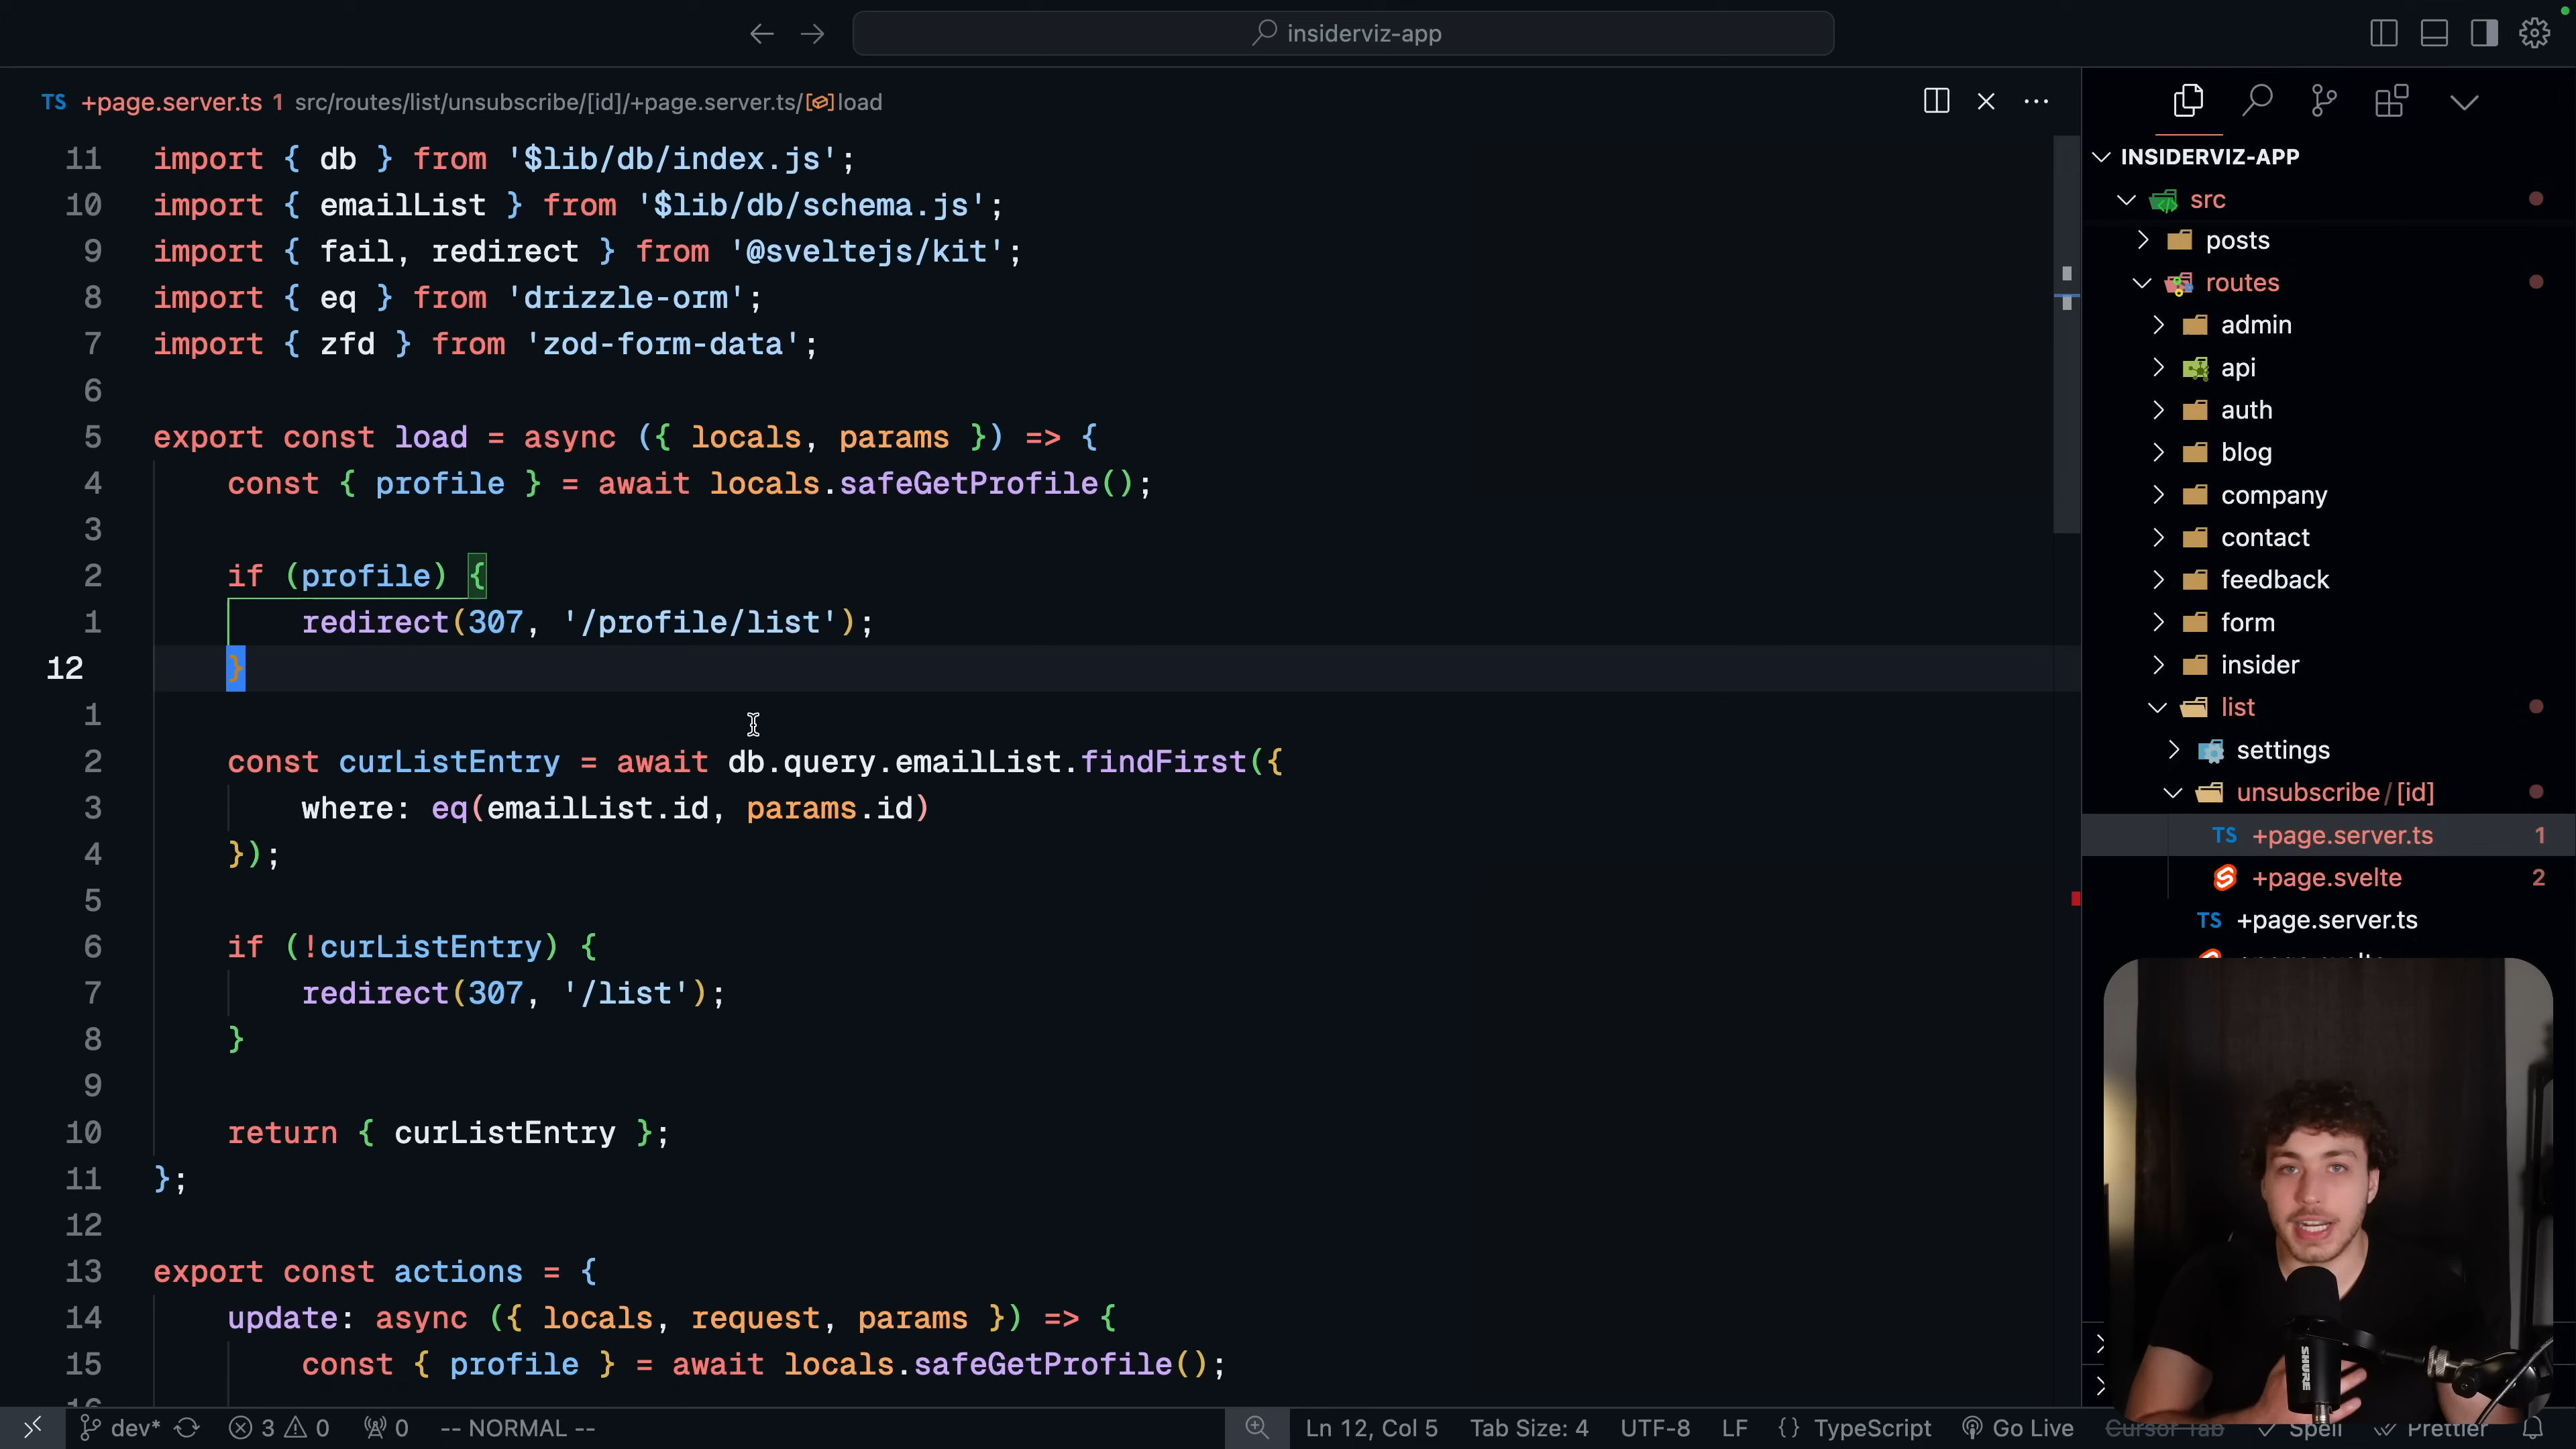 insiderviz-app
TS +page.server.ts 1 src/routes/list/unsubscribe/[id]/+page.server.ts/ load
11 import { db } from '$lib/db/index.js';
10 import { emailList } from '$lib/db/schema.js';
9 import { fail, redirect } from '@sveltejs/kit';
8 import { eq } from 'drizzle-orm';
7 import { zfd } from 'zod-form-data';
6
5 export const load = async ({ locals, params }) => {
4 const { profile } = await locals.safeGetProfile();
3
2 if (profile) {
1 redirect(307, '/profile/list');
12 }
1
2 const curListEntry = await db.query.emailList.findFirst({
3 where: eq(emailList.id, params.id)
4 });
5
6 if (!curListEntry) {
7 redirect(307, '/list');
8 }
9
10 return { curListEntry };
11 };
12
13 export const actions = {
14 update: async ({ locals, request, params }) => {
15 const { profile } = await locals.safeGetProfile();
INSIDERVIZ-APP
src
posts
routes
admin
api
auth
blog
company
contact
feedback
form
insider
list
settings
unsubscribe/[id]
TS +page.server.ts 1
+page.svelte 2
TS +page.server.ts
SHURE
dev* 3 0 0 -- NORMAL -- Ln 12, Col 5 Tab Size: 4 UTF-8 LF {} TypeScript Go Live Cursor Tab Spell Prettier